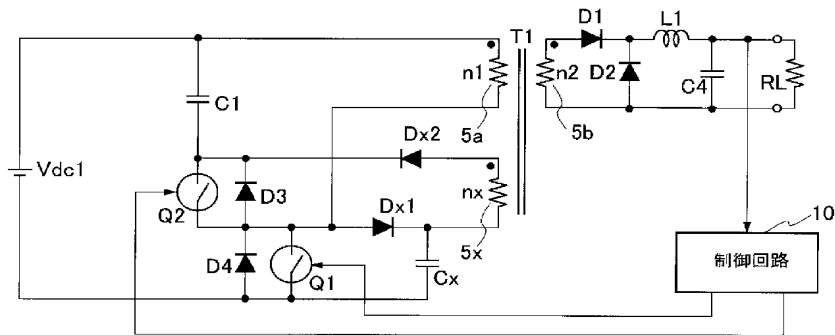 D1
L1
T1
n1
n2
D2
C4
RL
C1
5a
5b
Dx2
Vdc1
nx
D3
Q2
Dx1
5x
10
D4
Q1
Cx
制御回路